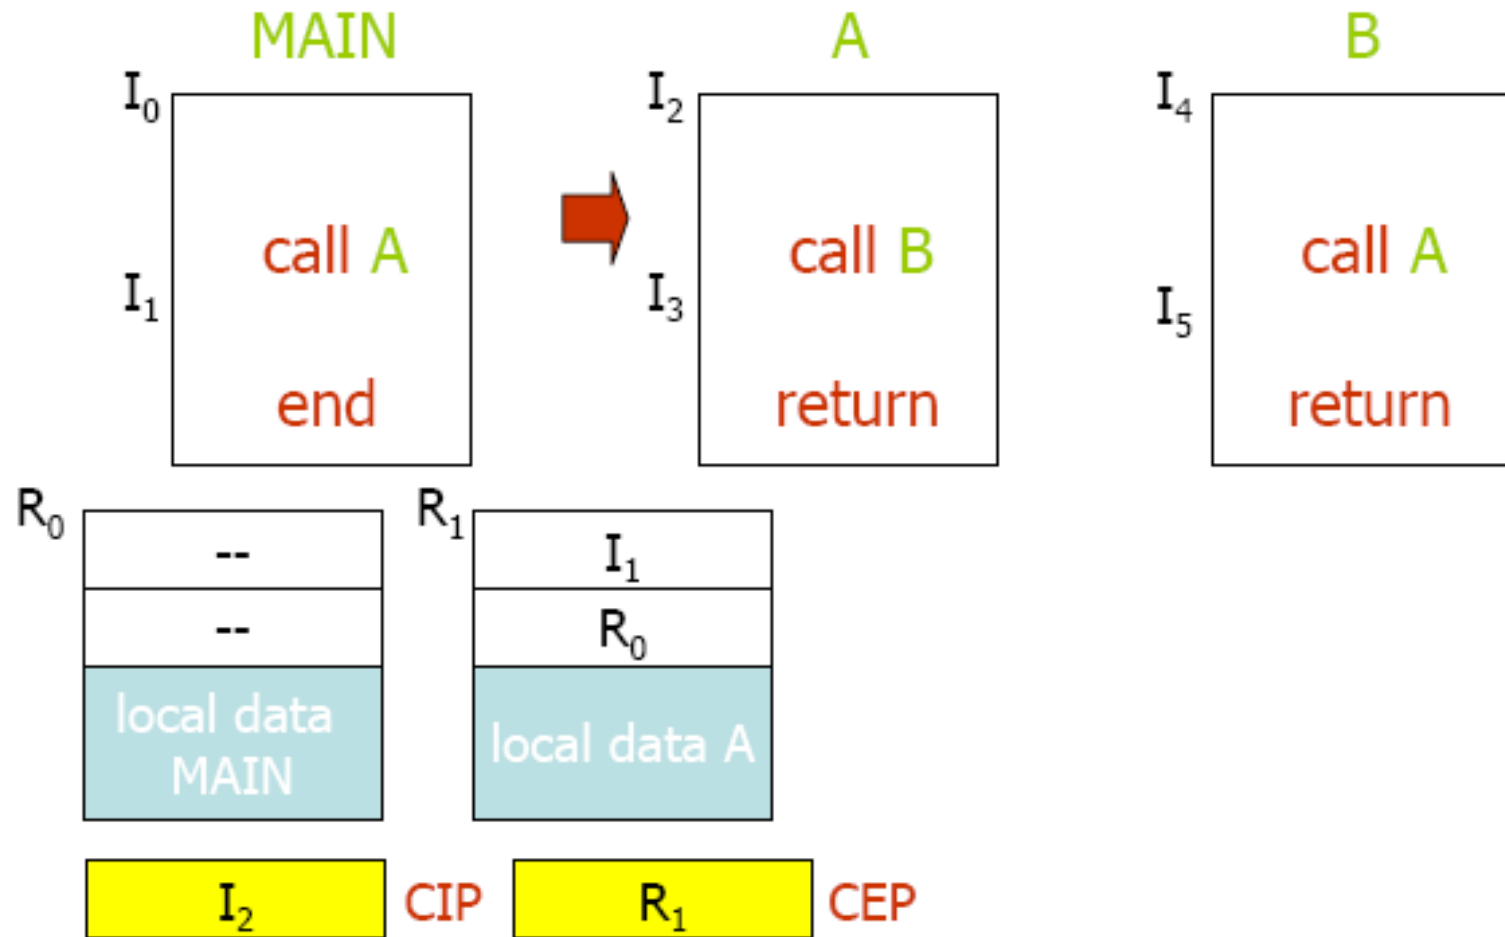 MAIN A B
I₀ I₂ I₄
call A call B call A
I₁ I₃ I₅
end return return
R₀ R₁
-- I₁
-- R₀
local data
MAIN
local data A
I₂ CIP R₁ CEP